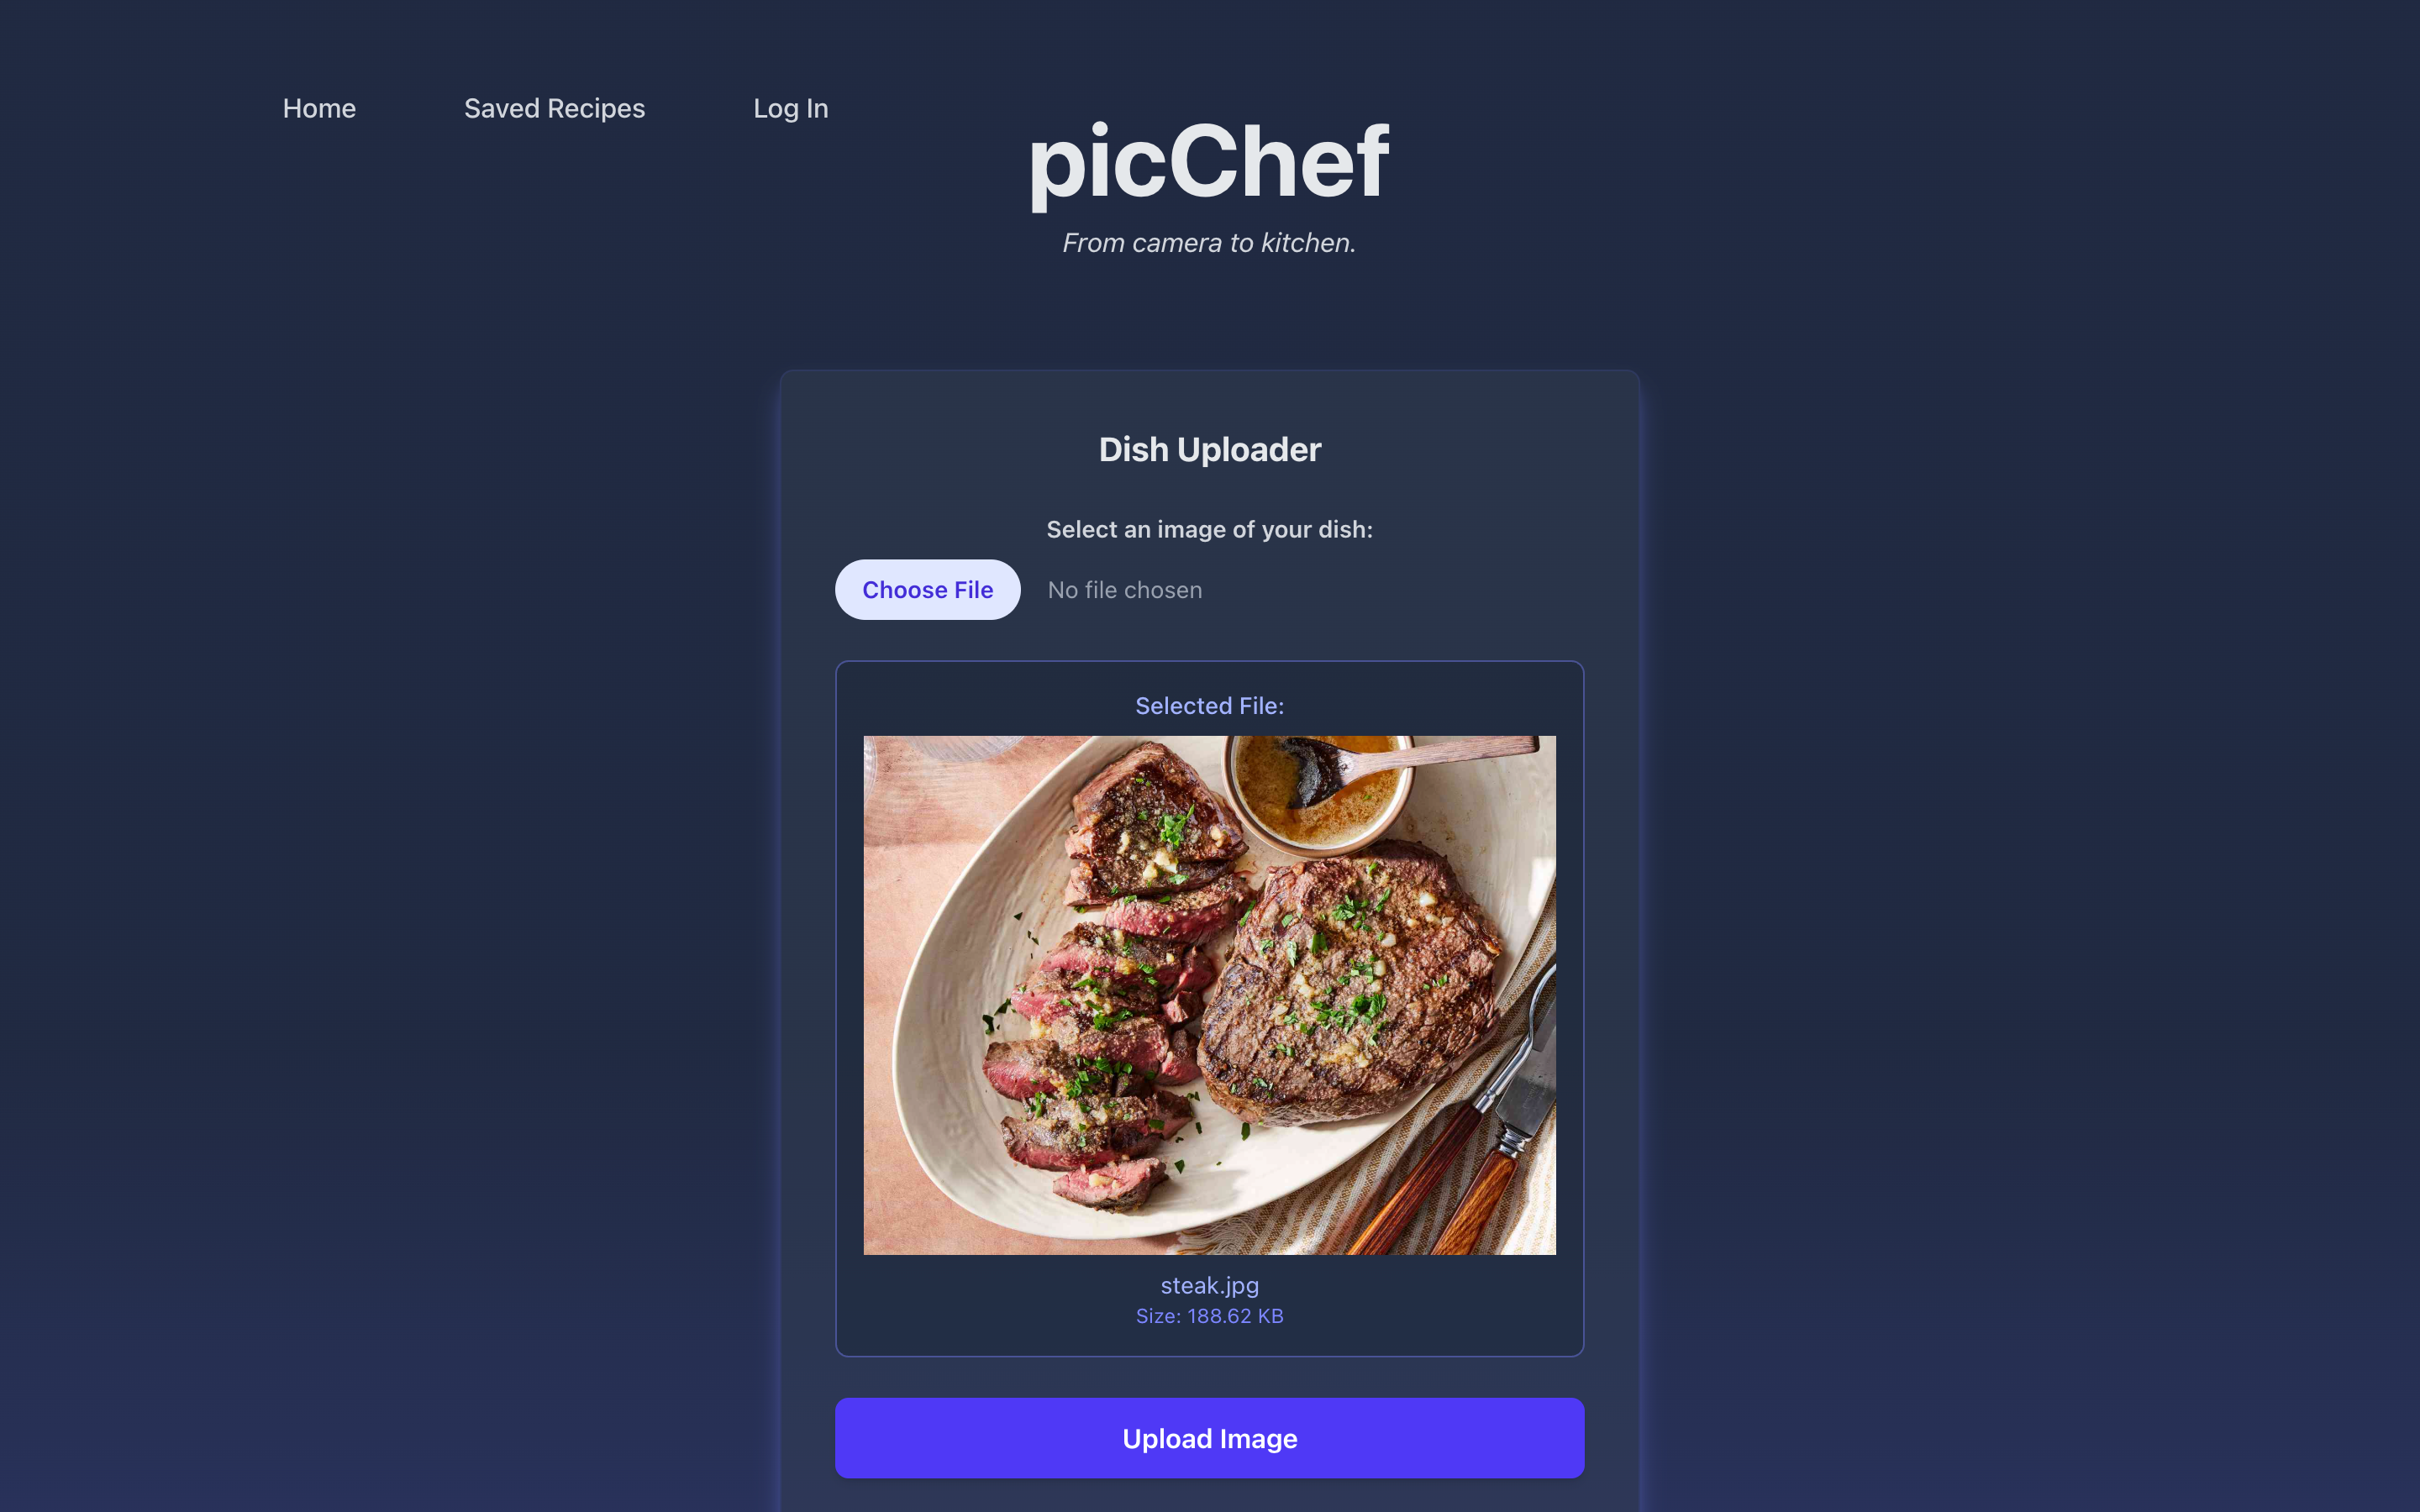 Home
Saved Recipes
Log In
picChef
From camera to kitchen.
Dish Uploader
Select an image of your dish:
Choose File
No file chosen
Selected File:
steak.jpg
Size: 188.62 KB
Upload Image